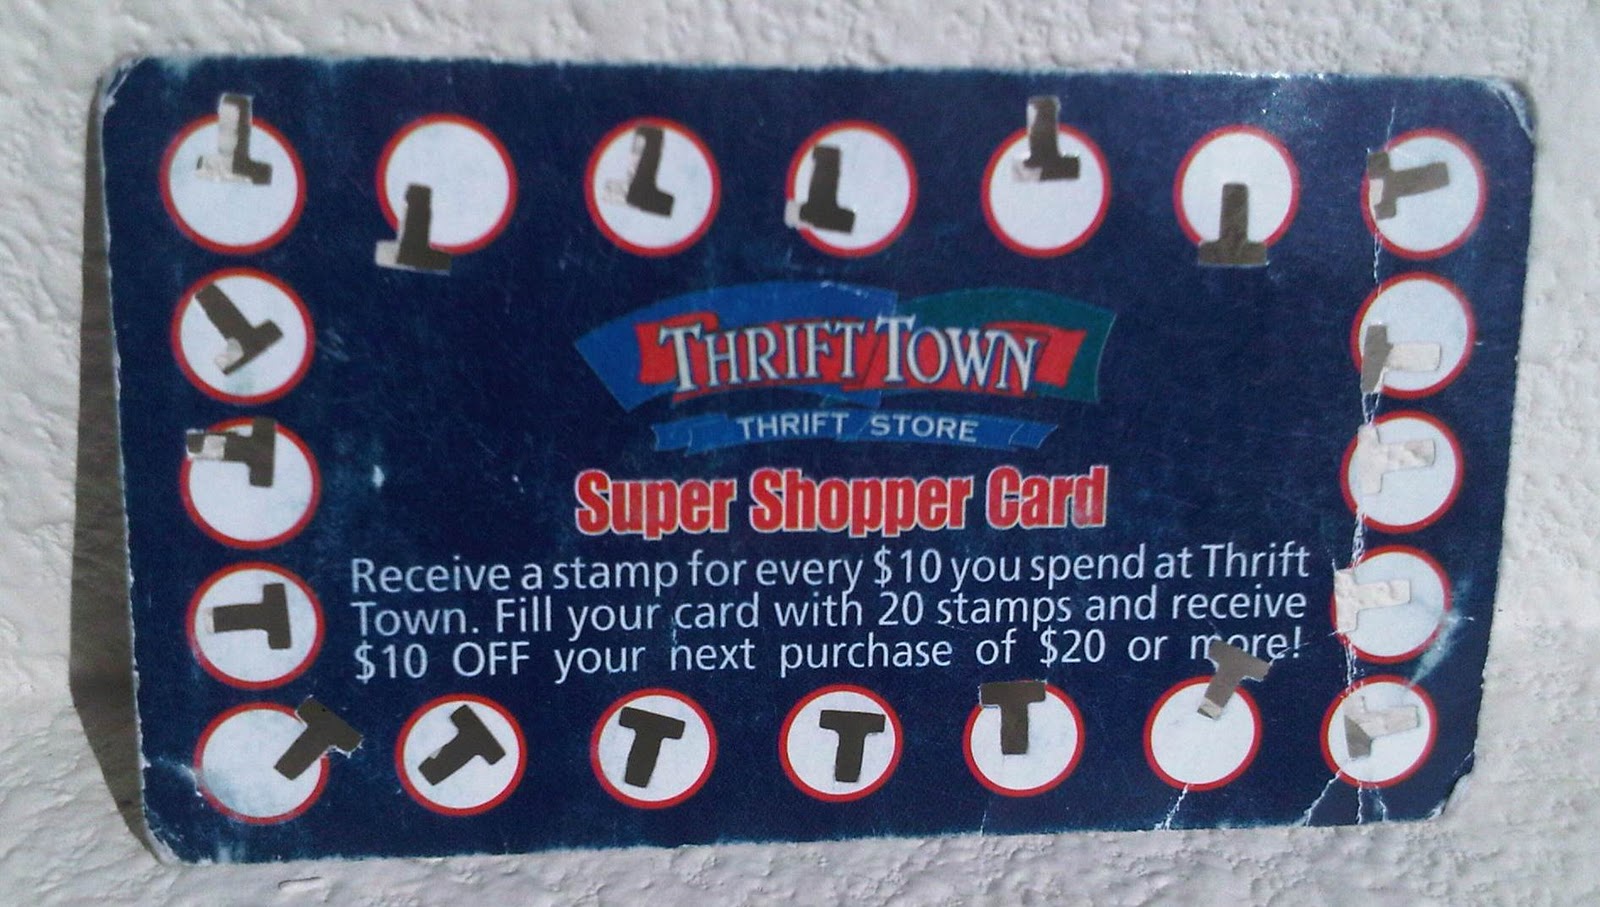 THRIFT TOWN
THRIFT STORE
Super Shopper Card
Receive a stamp for every $10 you spend at Thrift
Town. Fill your card with 20 stamps and receive
$10 OFF your next purchase of $20 or more!